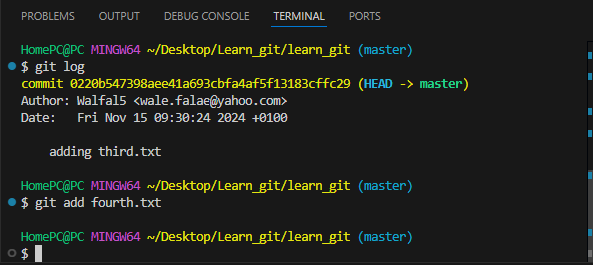 COMMITS OUTPUT DEBUG CONSOLE TERMINAL PORTS
HomePC@PC MINGW64 ~/Desktop/Learn_git/learn_git (master)
$ git log
commit 0220b547398aee41a693cbfa4af5f13183cffc29 (HEAD -> master)
Author: Walfal5 <wale.falae@yahoo.com>
Date:   Fri Nov 15 09:30:24 2024 +0100
    adding third.txt
HomePC@PC MINGW64 ~/Desktop/Learn_git/learn_git (master)
$ git add fourth.txt
HomePC@PC MINGW64 ~/Desktop/Learn_git/learn_git (master)
$